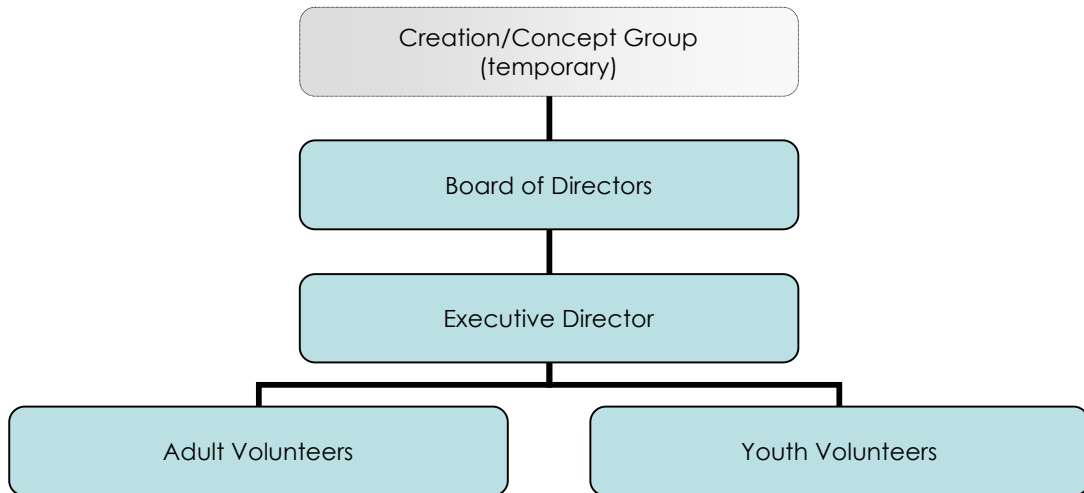 Creation/Concept Group
(temporary)
Board of Directors
Executive Director
Adult Volunteers
Youth Volunteers